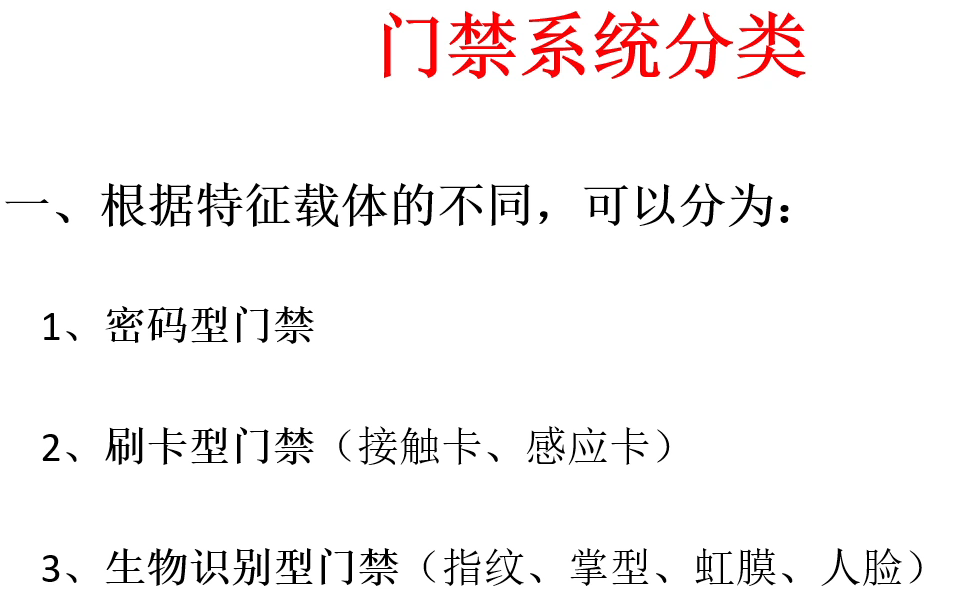 门禁系统分类
一、根据特征载体的不同，可以分为：
1、密码型门禁
2、刷卡型门禁（接触卡、感应卡）
3、生物识别型门禁（指纹、掌型、虹膜、人脸）